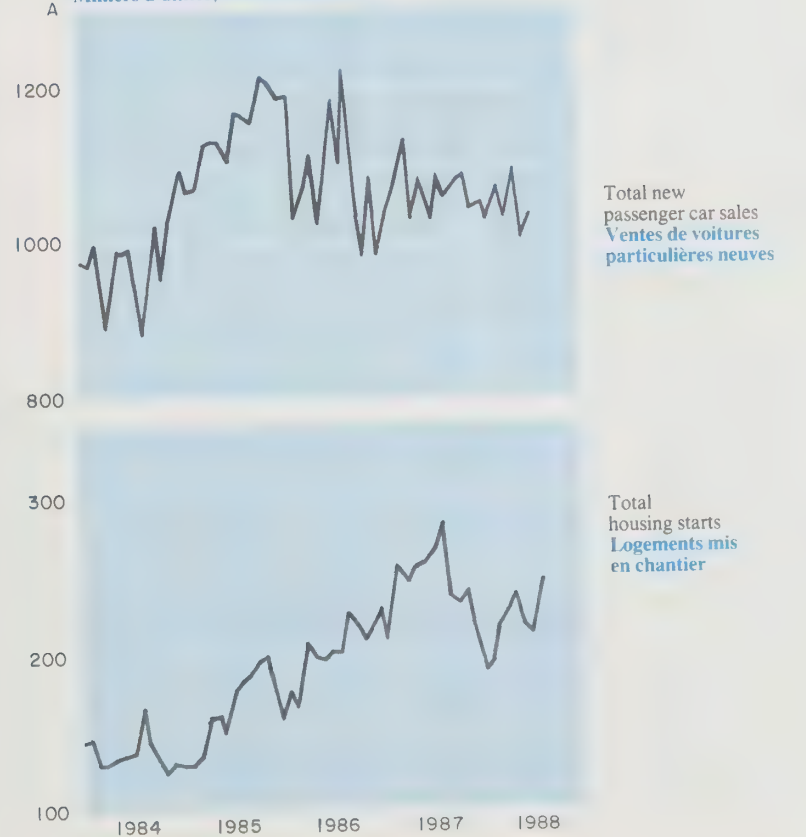 A
1200
1000
800
Total new
passenger car sales
Ventes de voitures
particulières neuves
300
200
100
Total
housing starts
Logements mis
en chantier
1984 1985 1986 1987 1988